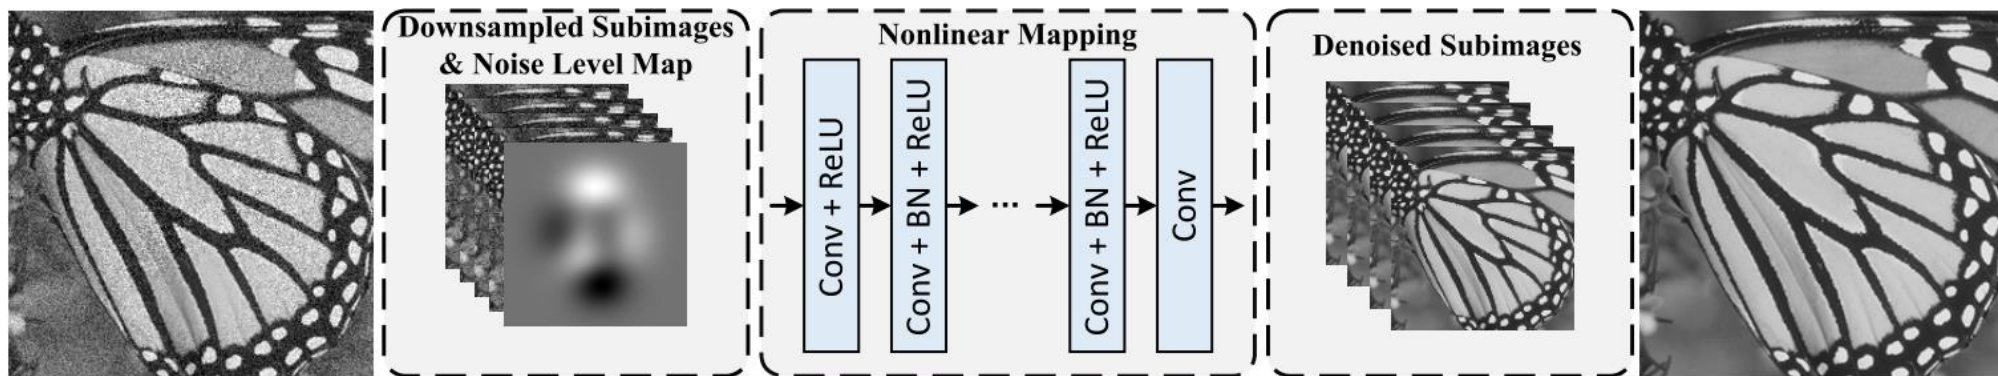 Downsampled Subimages
& Noise Level Map
Nonlinear Mapping
Conv + ReLU
Conv + BN + ReLU
...
Conv + BN + ReLU
Conv
Denoised Subimages